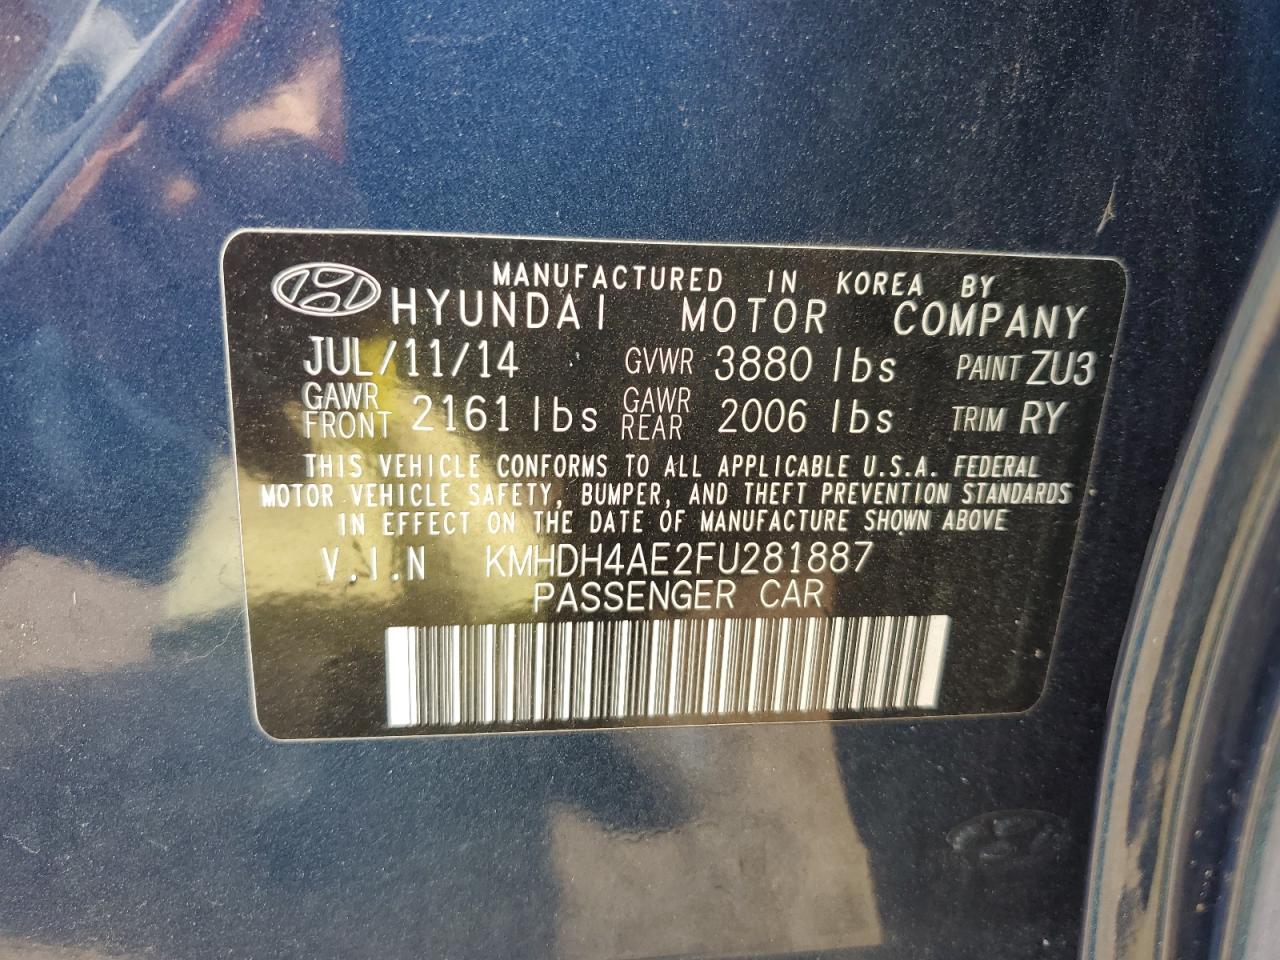 MANUFACTURED IN KOREA BY
HYUNDAI MOTOR COMPANY
JUL/11/14 GVWR 3880 lbs PAINT ZU3
GAWR FRONT 2161 lbs GAWR REAR 2006 lbs TRIM RY
THIS VEHICLE CONFORMS TO ALL APPLICABLE U.S.A. FEDERAL
MOTOR VEHICLE SAFETY, BUMPER, AND THEFT PREVENTION STANDARDS
IN EFFECT ON THE DATE OF MANUFACTURE SHOWN ABOVE
V.I.N KMHDH4AE2FU281887
PASSENGER CAR